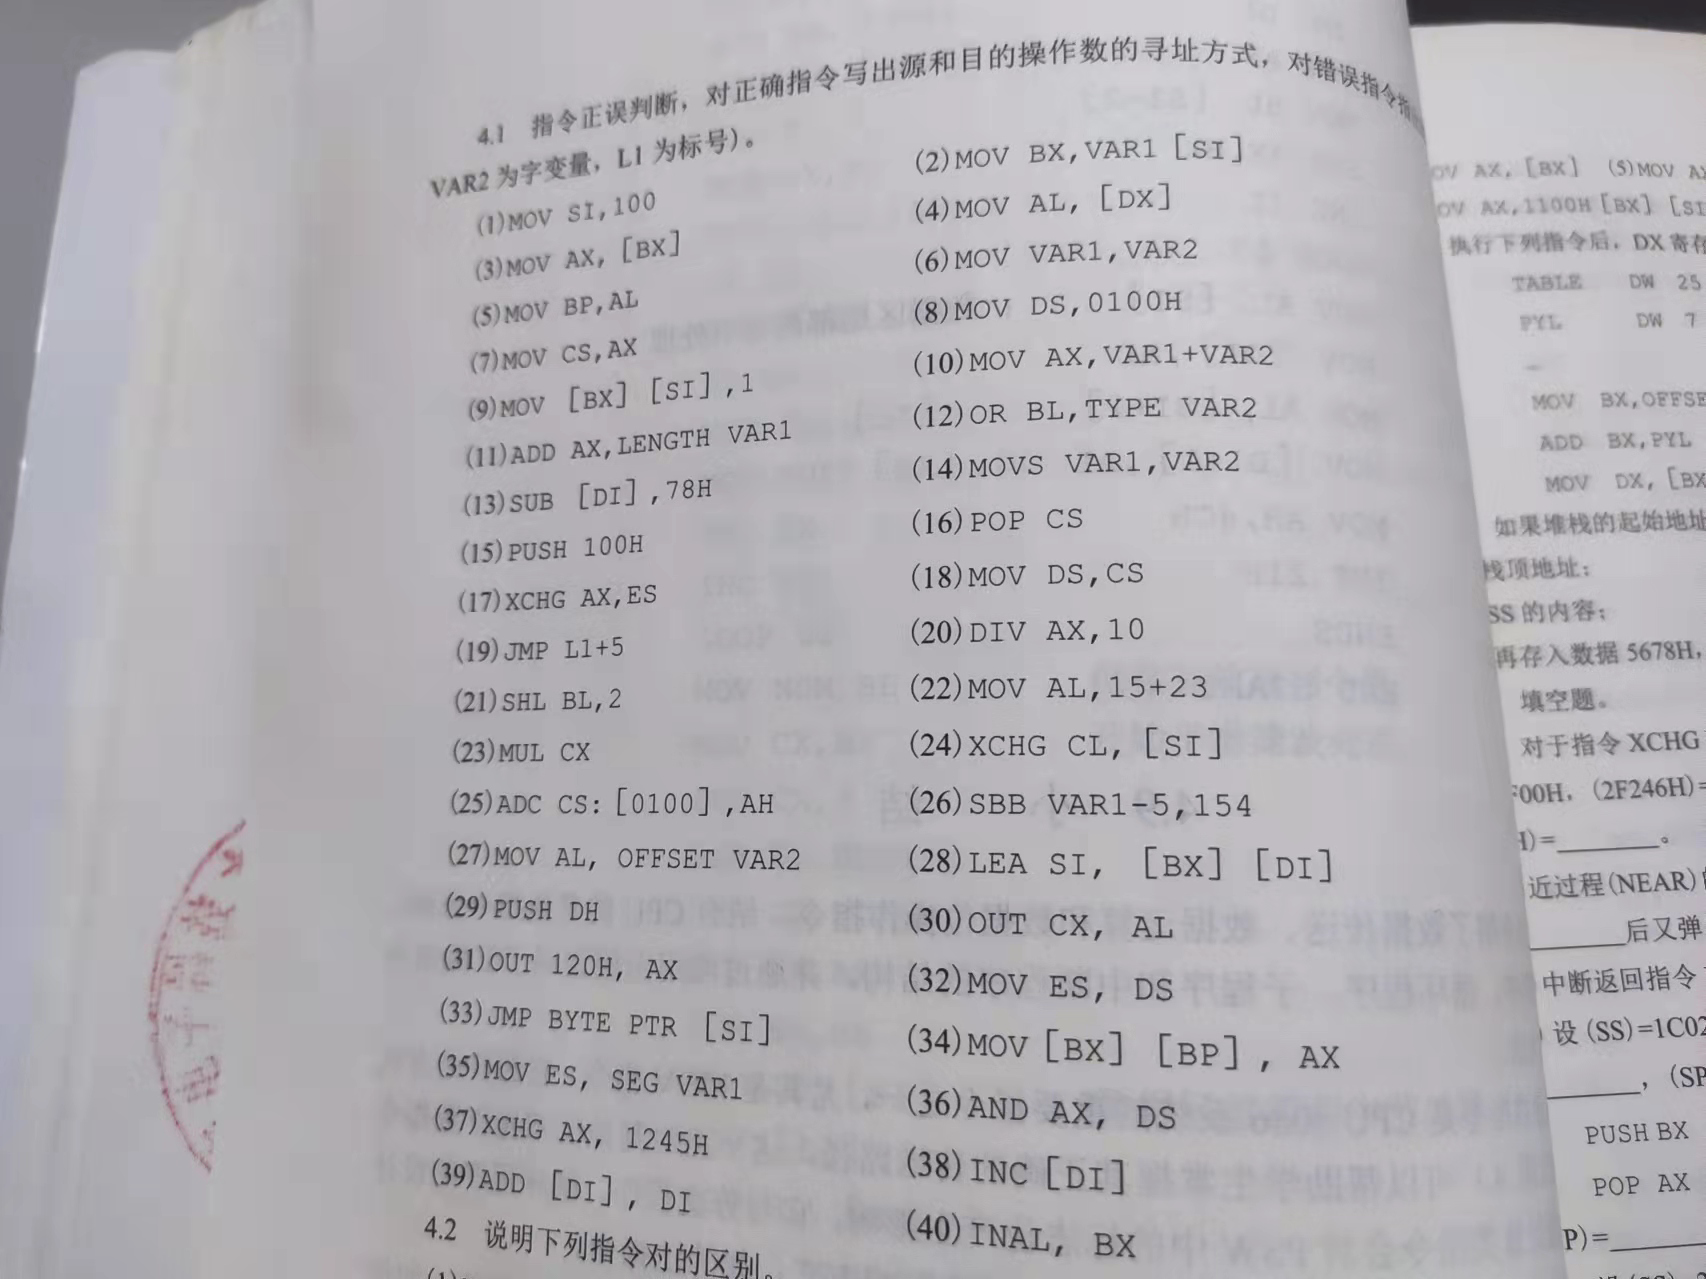 4.1 指令正误判断，对正确指令写出源和目的操作数的寻址方式，对错误指令
VAR2 为字变量，L1 为标号）。
(1)MOV SI,100
(2)MOV BX,VAR1[SI]
(3)MOV AX,[BX]
(4)MOV AL,[DX]
(5)MOV BP,AL
(6)MOV VAR1,VAR2
(7)MOV CS,AX
(8)MOV DS,0100H
(9)MOV [BX][SI],1
(10)MOV AX,VAR1+VAR2
(11)ADD AX,LENGTH VAR1
(12)OR BL,TYPE VAR2
(13)SUB [DI],78H
(14)MOVS VAR1,VAR2
(15)PUSH 100H
(16)POP CS
(17)XCHG AX,ES
(18)MOV DS,CS
(19)JMP L1+5
(20)DIV AX,10
(21)SHL BL,2
(22)MOV AL,15+23
(23)MUL CX
(24)XCHG CL,[SI]
(25)ADC CS:[0100],AH
(26)SBB VAR1-5,154
(27)MOV AL, OFFSET VAR2
(28)LEA SI, [BX][DI]
(29)PUSH DH
(30)OUT CX, AL
(31)OUT 120H, AX
(32)MOV ES, DS
(33)JMP BYTE PTR [SI]
(34)MOV [BX][BP], AX
(35)MOV ES, SEG VAR1
(36)AND AX, DS
(37)XCHG AX, 1245H
(38)INC [DI]
(39)ADD [DI], DI
(40)INAL, BX
4.2 说明下列指令对的区别。
OV AX,[BX] (5)MOV
OV AX,1100H[BX]
执行下列指令后，DX 寄
TABLE DW 25
PYL DW 7
MOV BX,
ADD BX,PYL
MOV DX,[BX
如果堆栈的起始地址
栈顶地址：
SS 的内容；
再存入数据 5678H，
填空题。
对于指令 XCHG
F00H，(2F246H)=
)=________。
近过程(NEAR)
________后又弹
中断返回指令
设 (SS)=1C02
________，(SP
PUSH BX
POP AX
P)=________